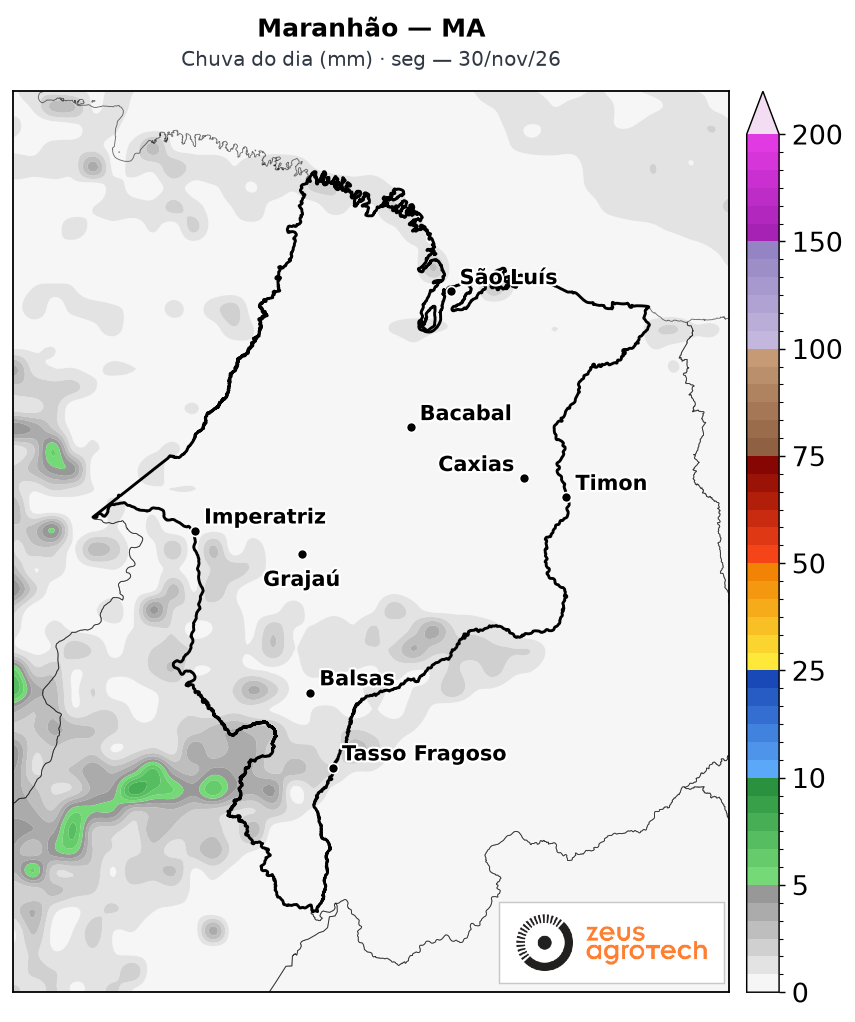 Maranhão — MA
Chuva do dia (mm) · seg — 30/nov/26
São Luís
Bacabal
Caxias
Timon
Imperatriz
Grajaú
Balsas
Tasso Fragoso
200
150
100
75
50
25
10
5
0
zeus
agrotech